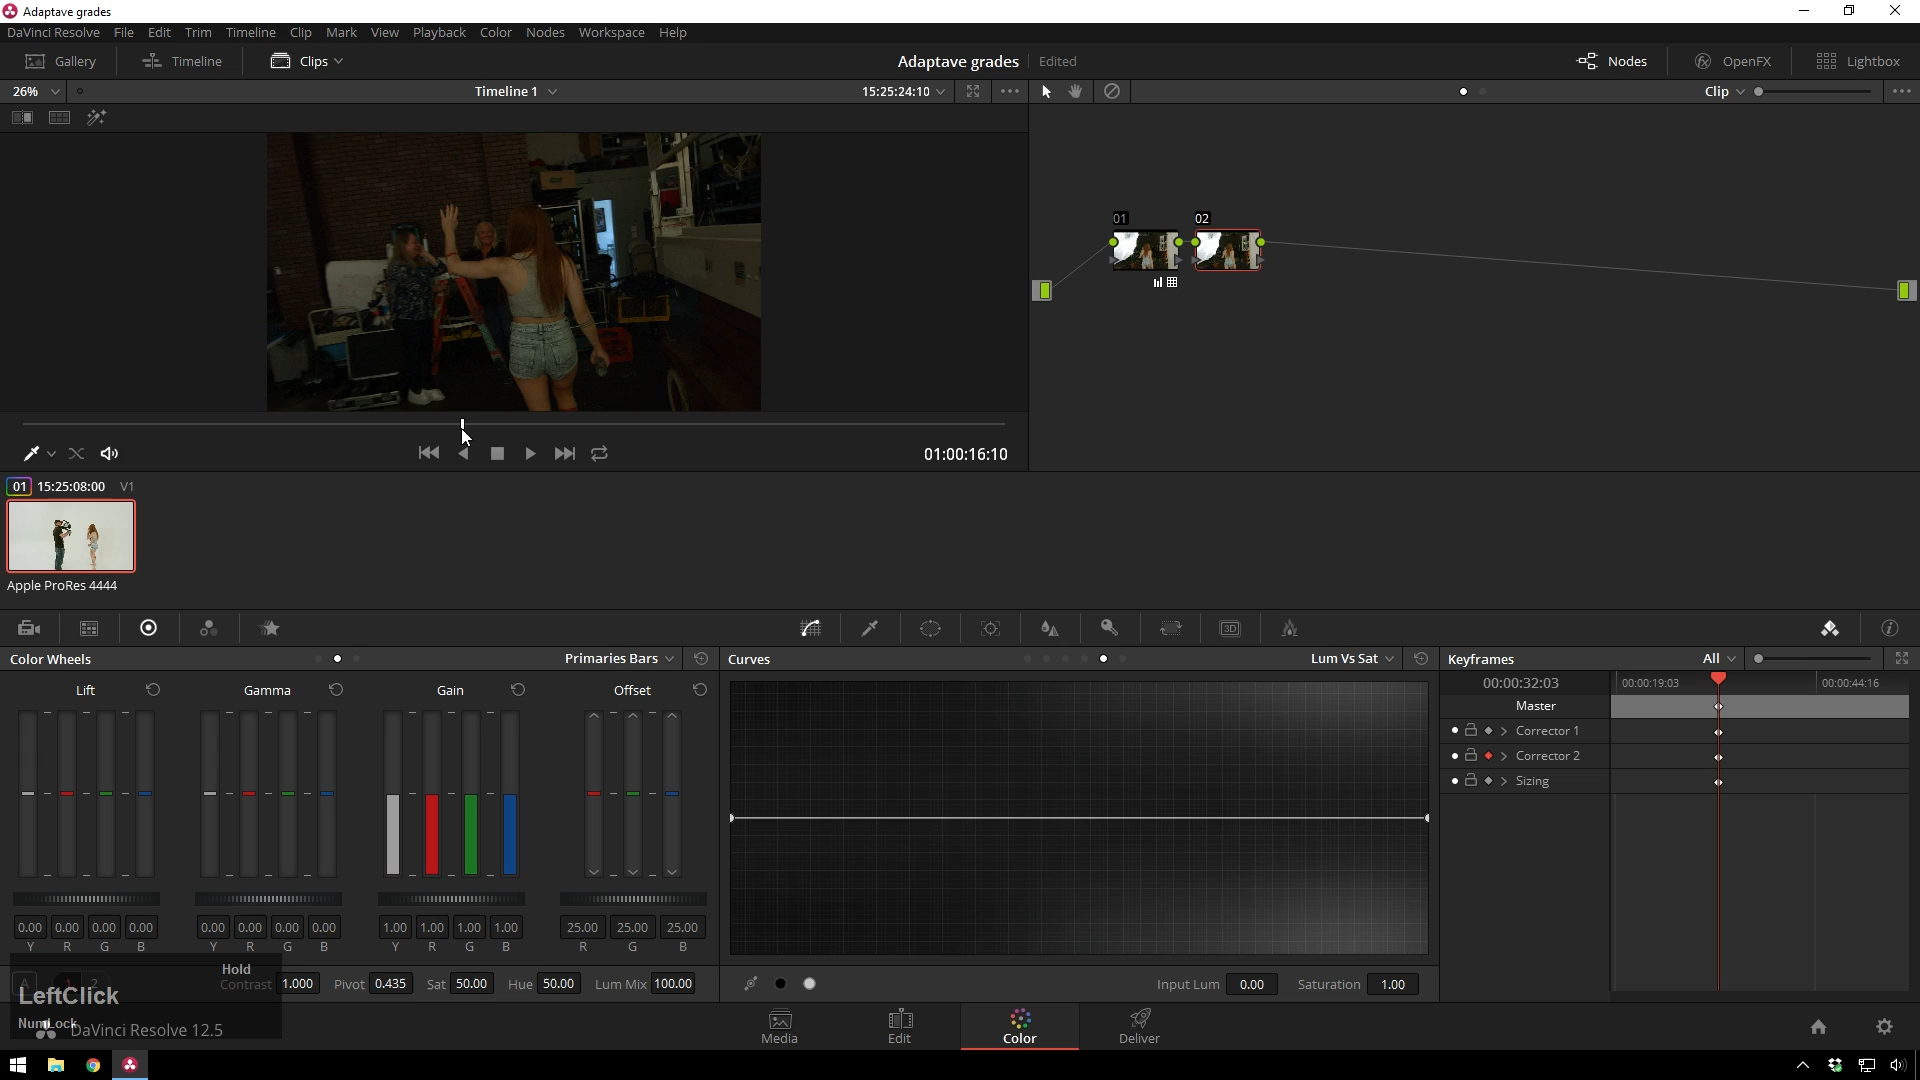 Adaptave grades
DaVinci Resolve File Edit Trim Timeline Clip Mark View Playback Color Nodes Workspace Help
Gallery Timeline Clips Adaptave grades Edited Nodes OpenFX Lightbox
26% Timeline 1 15:25:24:10 Clip
01 02
01:00:16:10
01 15:25:08:00 V1
Apple ProRes 4444
3D
Color Wheels Primaries Bars Curves Lum Vs Sat Keyframes All
Lift Gamma Gain Offset 00:00:32:03 00:00:19:03 00:00:44:16
Master
Corrector 1
Corrector 2
Sizing
0.00 0.00 0.00 0.00 0.00 0.00 0.00 0.00 1.00 1.00 1.00 1.00 25.00 25.00 25.00
Y R G B Y R G B Y R G B R G B
Hold
A 1 2 Contrast 1.000 Pivot 0.435 Sat 50.00 Hue 50.00 Lum Mix 100.00 Input Lum 0.00 Saturation 1.00
LeftClick
NumLock
DaVinci Resolve 12.5
Media Edit Color Deliver